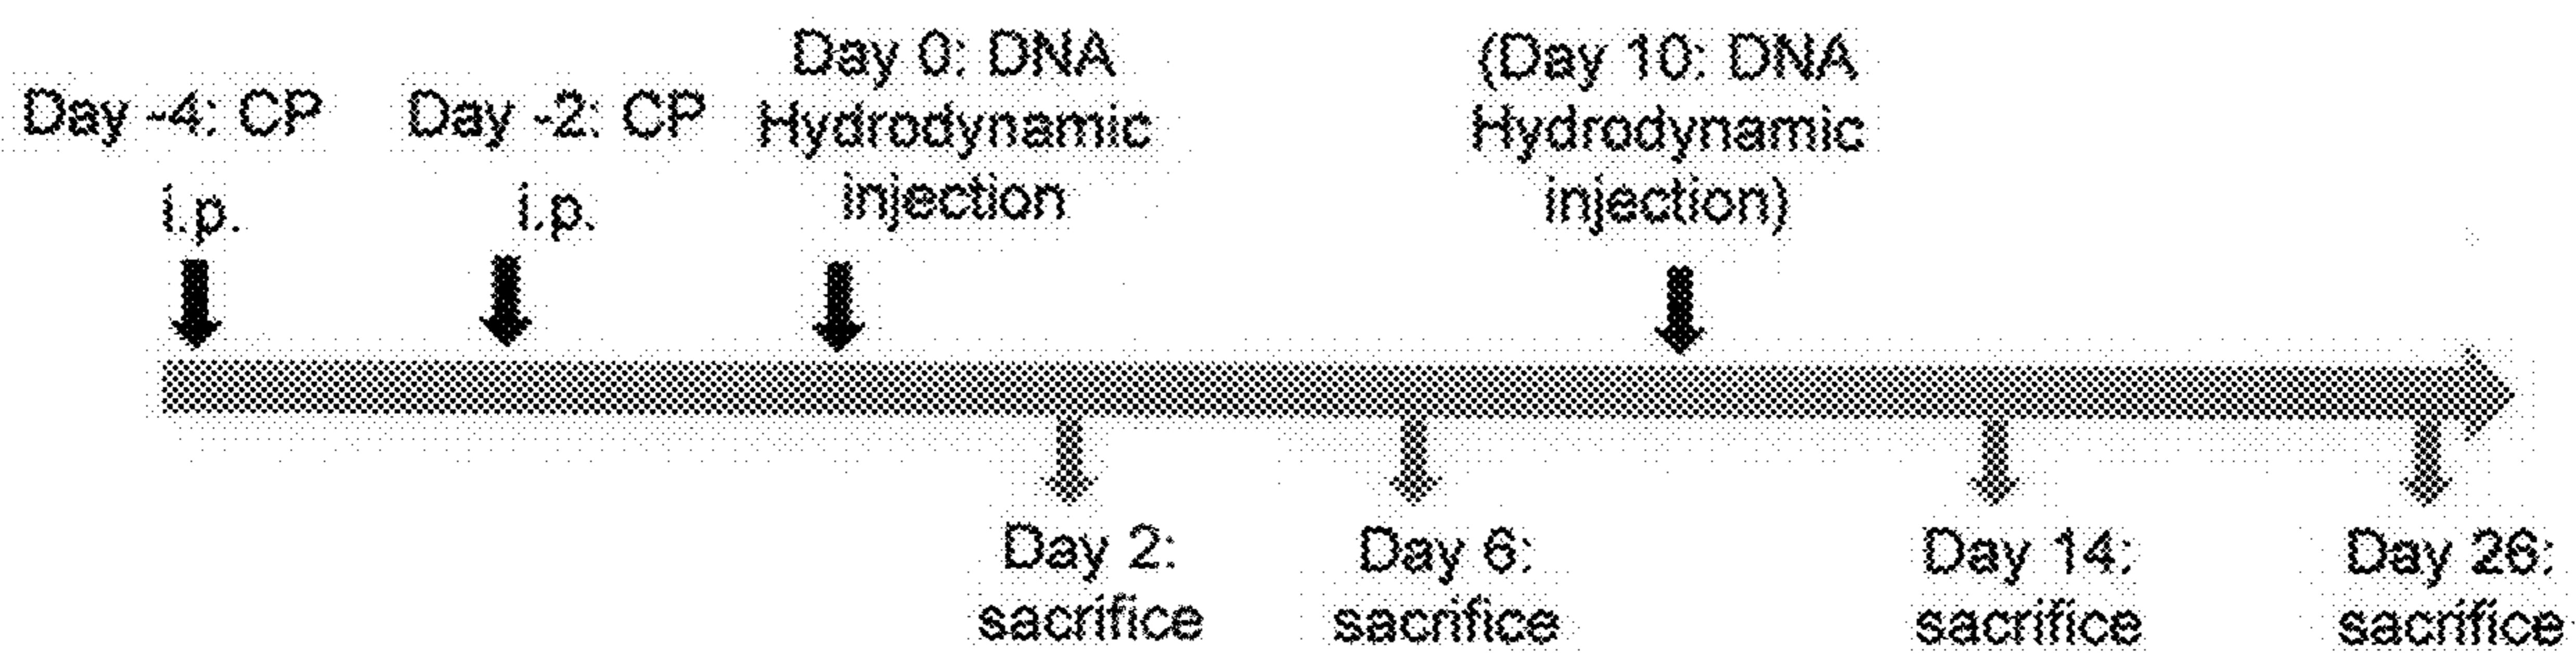 Day -4: CP
i.p.
Day -2: CP
i.p.
Day 0: DNA
Hydrodynamic
injection
(Day 10: DNA
Hydrodynamic
injection)
Day 2:
sacrifice
Day 6:
sacrifice
Day 14:
sacrifice
Day 26:
sacrifice